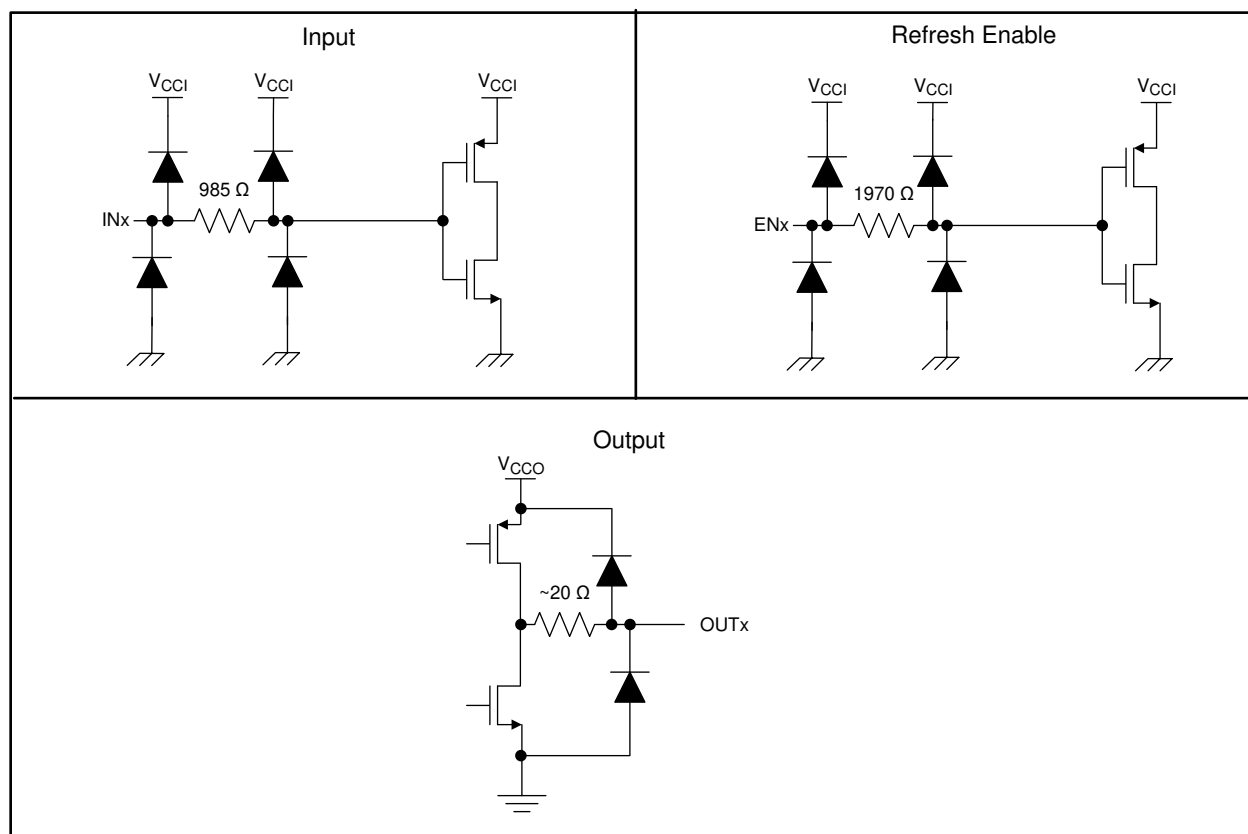 Input
V_CCI V_CCI V_CCI
985 Ω
INx
Refresh Enable
V_CCI V_CCI V_CCI
1970 Ω
ENx
Output
V_CCO
~20 Ω
OUTx